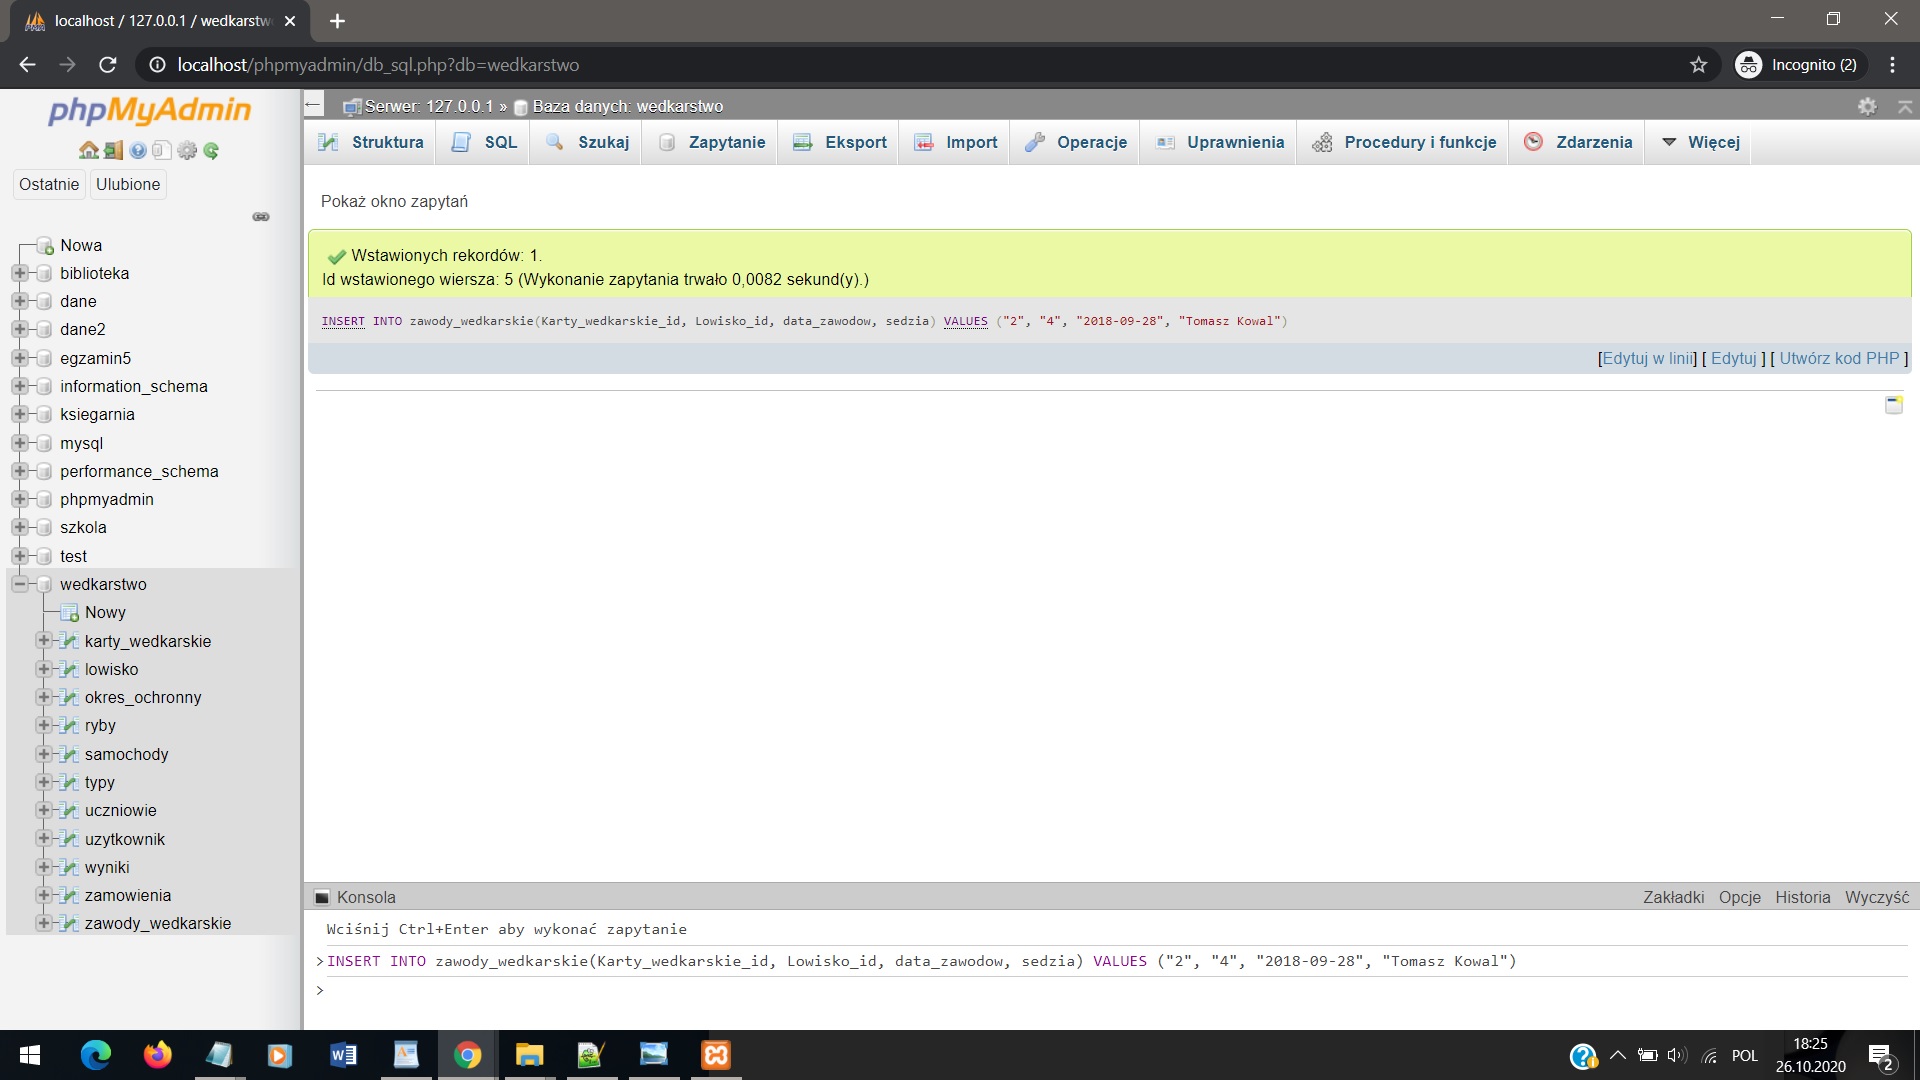 localhost / 127.0.0.1 / wedkarstw
localhost/phpmyadmin/db_sql.php?db=wedkarstwo
Incognito (2)
phpMyAdmin
Ostatnie Ulubione
Nowa
biblioteka
dane
dane2
egzamin5
information_schema
ksiegarnia
mysql
performance_schema
phpmyadmin
szkola
test
wedkarstwo
Nowy
karty_wedkarskie
lowisko
okres_ochronny
ryby
samochody
typy
uczniowie
uzytkownik
wyniki
zamowienia
zawody_wedkarskie
Serwer: 127.0.0.1 » Baza danych: wedkarstwo
Struktura SQL Szukaj Zapytanie Eksport Import Operacje Uprawnienia Procedury i funkcje Zdarzenia Więcej
Pokaż okno zapytań
Wstawionych rekordów: 1.
Id wstawionego wiersza: 5 (Wykonanie zapytania trwało 0,0082 sekund(y).)
INSERT INTO zawody_wedkarskie(Karty_wedkarskie_id, Lowisko_id, data_zawodow, sedzia) VALUES ("2", "4", "2018-09-28", "Tomasz Kowal")
[Edytuj w linii] [ Edytuj ] [ Utwórz kod PHP ]
Konsola
Zakładki Opcje Historia Wyczyść
Wciśnij Ctrl+Enter aby wykonać zapytanie
>INSERT INTO zawody_wedkarskie(Karty_wedkarskie_id, Lowisko_id, data_zawodow, sedzia) VALUES ("2", "4", "2018-09-28", "Tomasz Kowal")
>
POL
18:25
26.10.2020
2